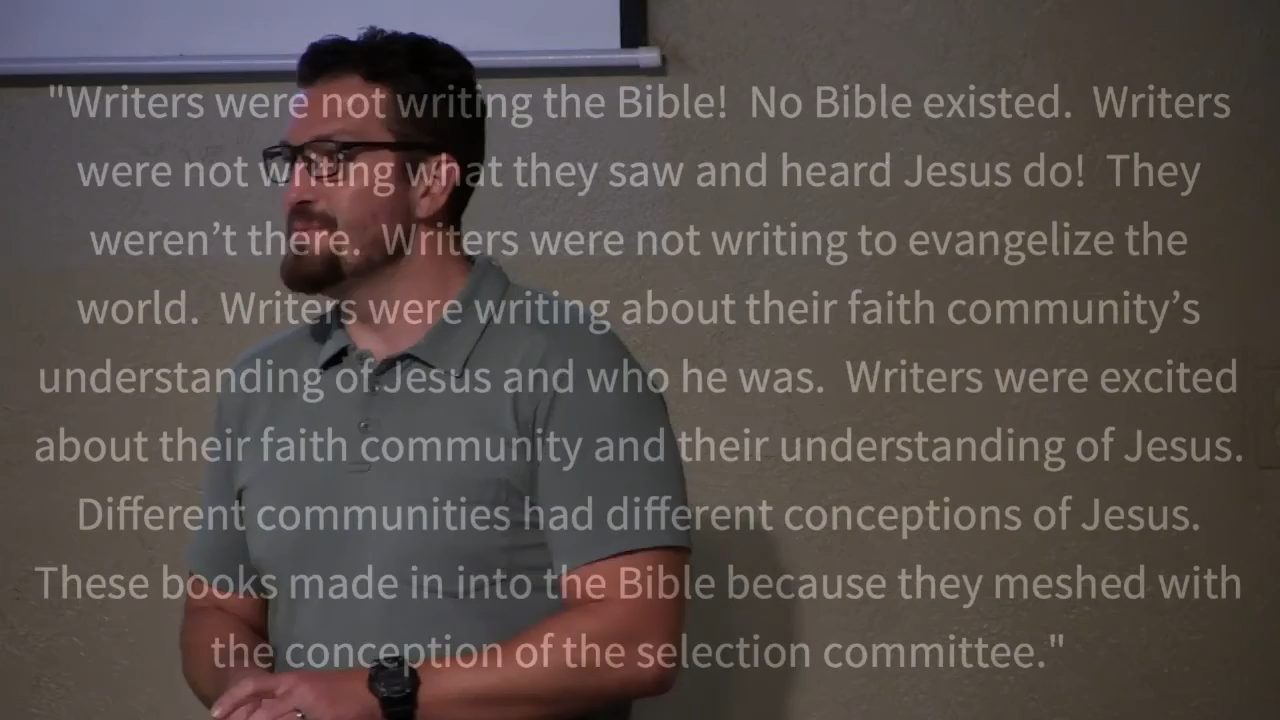 "Writers were not writing the Bible!  No Bible existed.  Writers
were not writing what they saw and heard Jesus do!  They
weren’t there.  Writers were not writing to evangelize the
world.  Writers were writing about their faith community’s
understanding of Jesus and who he was.  Writers were excited
about their faith community and their understanding of Jesus.
Different communities had different conceptions of Jesus.
These books made in into the Bible because they meshed with
the conception of the selection committee."